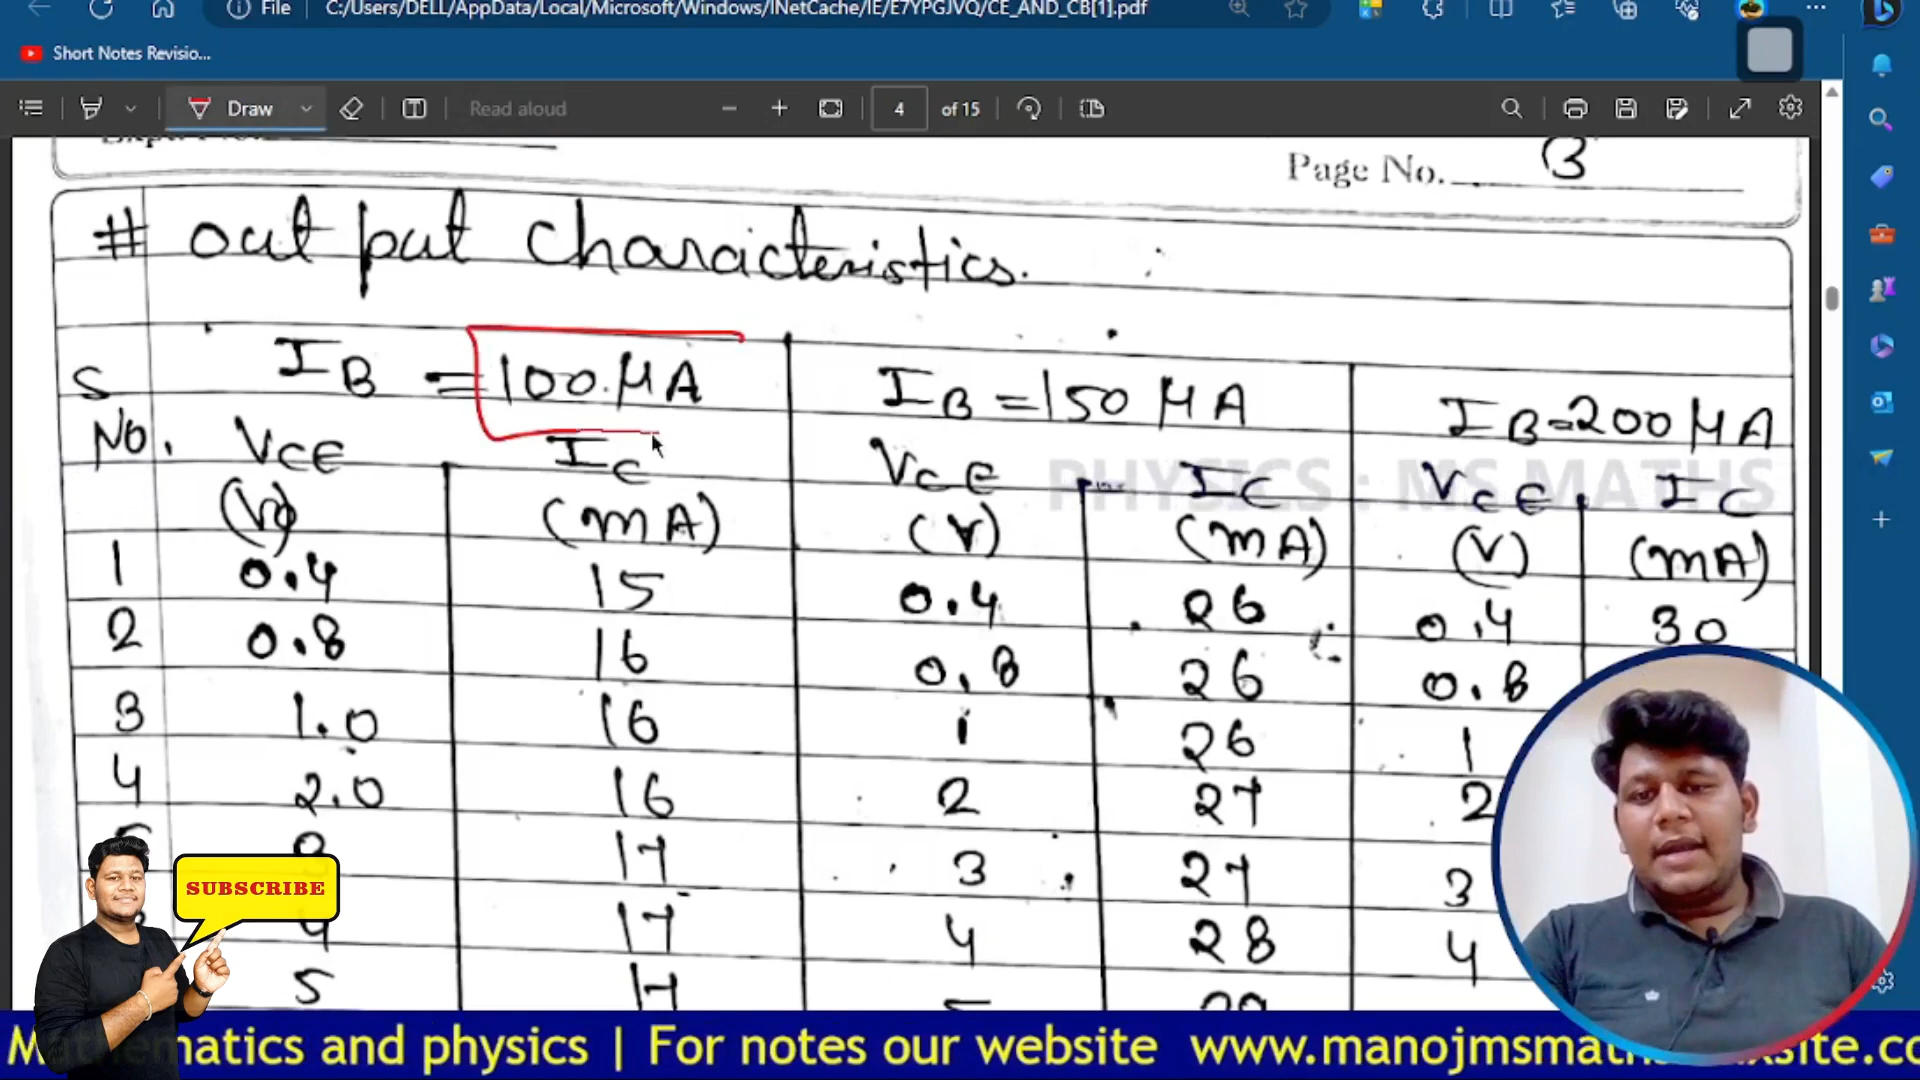 File C:/Users/DELL/AppData/Local/Microsoft/Windows/INetCache/IE/E7YPGJVQ/CE_AND_CB[1].pdf
Short Notes Revisio...
Draw Read aloud 4 of 15
Page No. 3
# out put characteristics.
S No. IB = 100 μA IB = 150 μA IB = 200 μA
VCE (V) IC (mA) VCE (V) IC (mA) VCE (V) IC (mA)
PHYSICS : MS MATHS
1 0.4 15 0.4 26 0.4 30
2 0.8 16 0.8 26 0.8
3 1.0 16 1 26 1
4 2.0 16 2 27 2
17 3 27 3
4 17 4 28 4
5 17
SUBSCRIBE
and physics | For notes our website